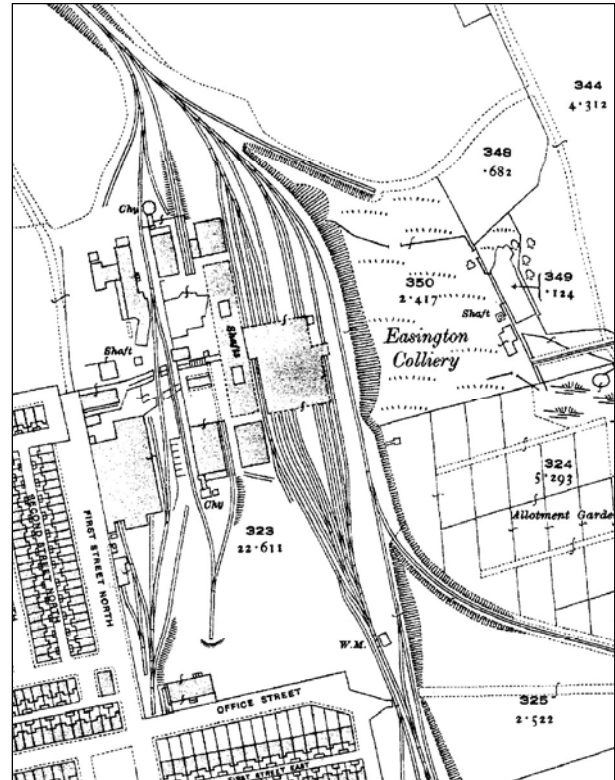 344
4·312
348
·682
Chy
350
2·417
349
·124
Shaft
Shafts
Easington
Colliery
Shaft
324
5·293
Allotment Garde
Chy
323
22·611
SECOND STREET NORTH
FIRST STREET NORTH
W.M.
OFFICE STREET
325
2·522
FIRST STREET EAST